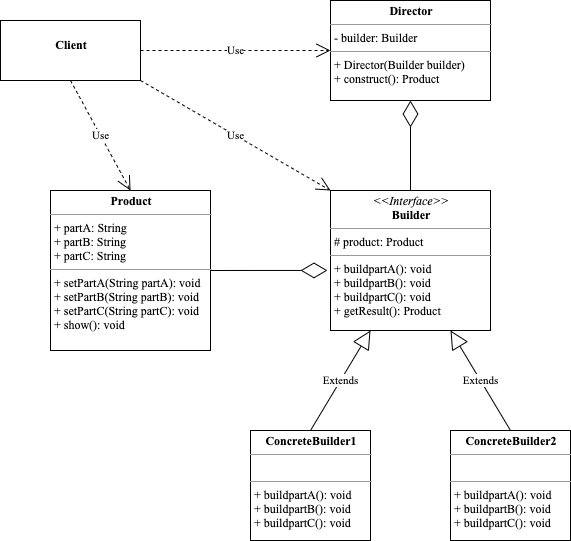 Director
- builder: Builder
+ Director(Builder builder)
+ construct(): Product
Client
Use
Use
Use
Product
+ partA: String
+ partB: String
+ partC: String
+ setPartA(String partA): void
+ setPartB(String partB): void
+ setPartC(String partC): void
+ show(): void
<<Interface>>
Builder
# product: Product
+ buildpartA(): void
+ buildpartB(): void
+ buildpartC(): void
+ getResult(): Product
Extends
Extends
ConcreteBuilder1
+ buildpartA(): void
+ buildpartB(): void
+ buildpartC(): void
ConcreteBuilder2
+ buildpartA(): void
+ buildpartB(): void
+ buildpartC(): void